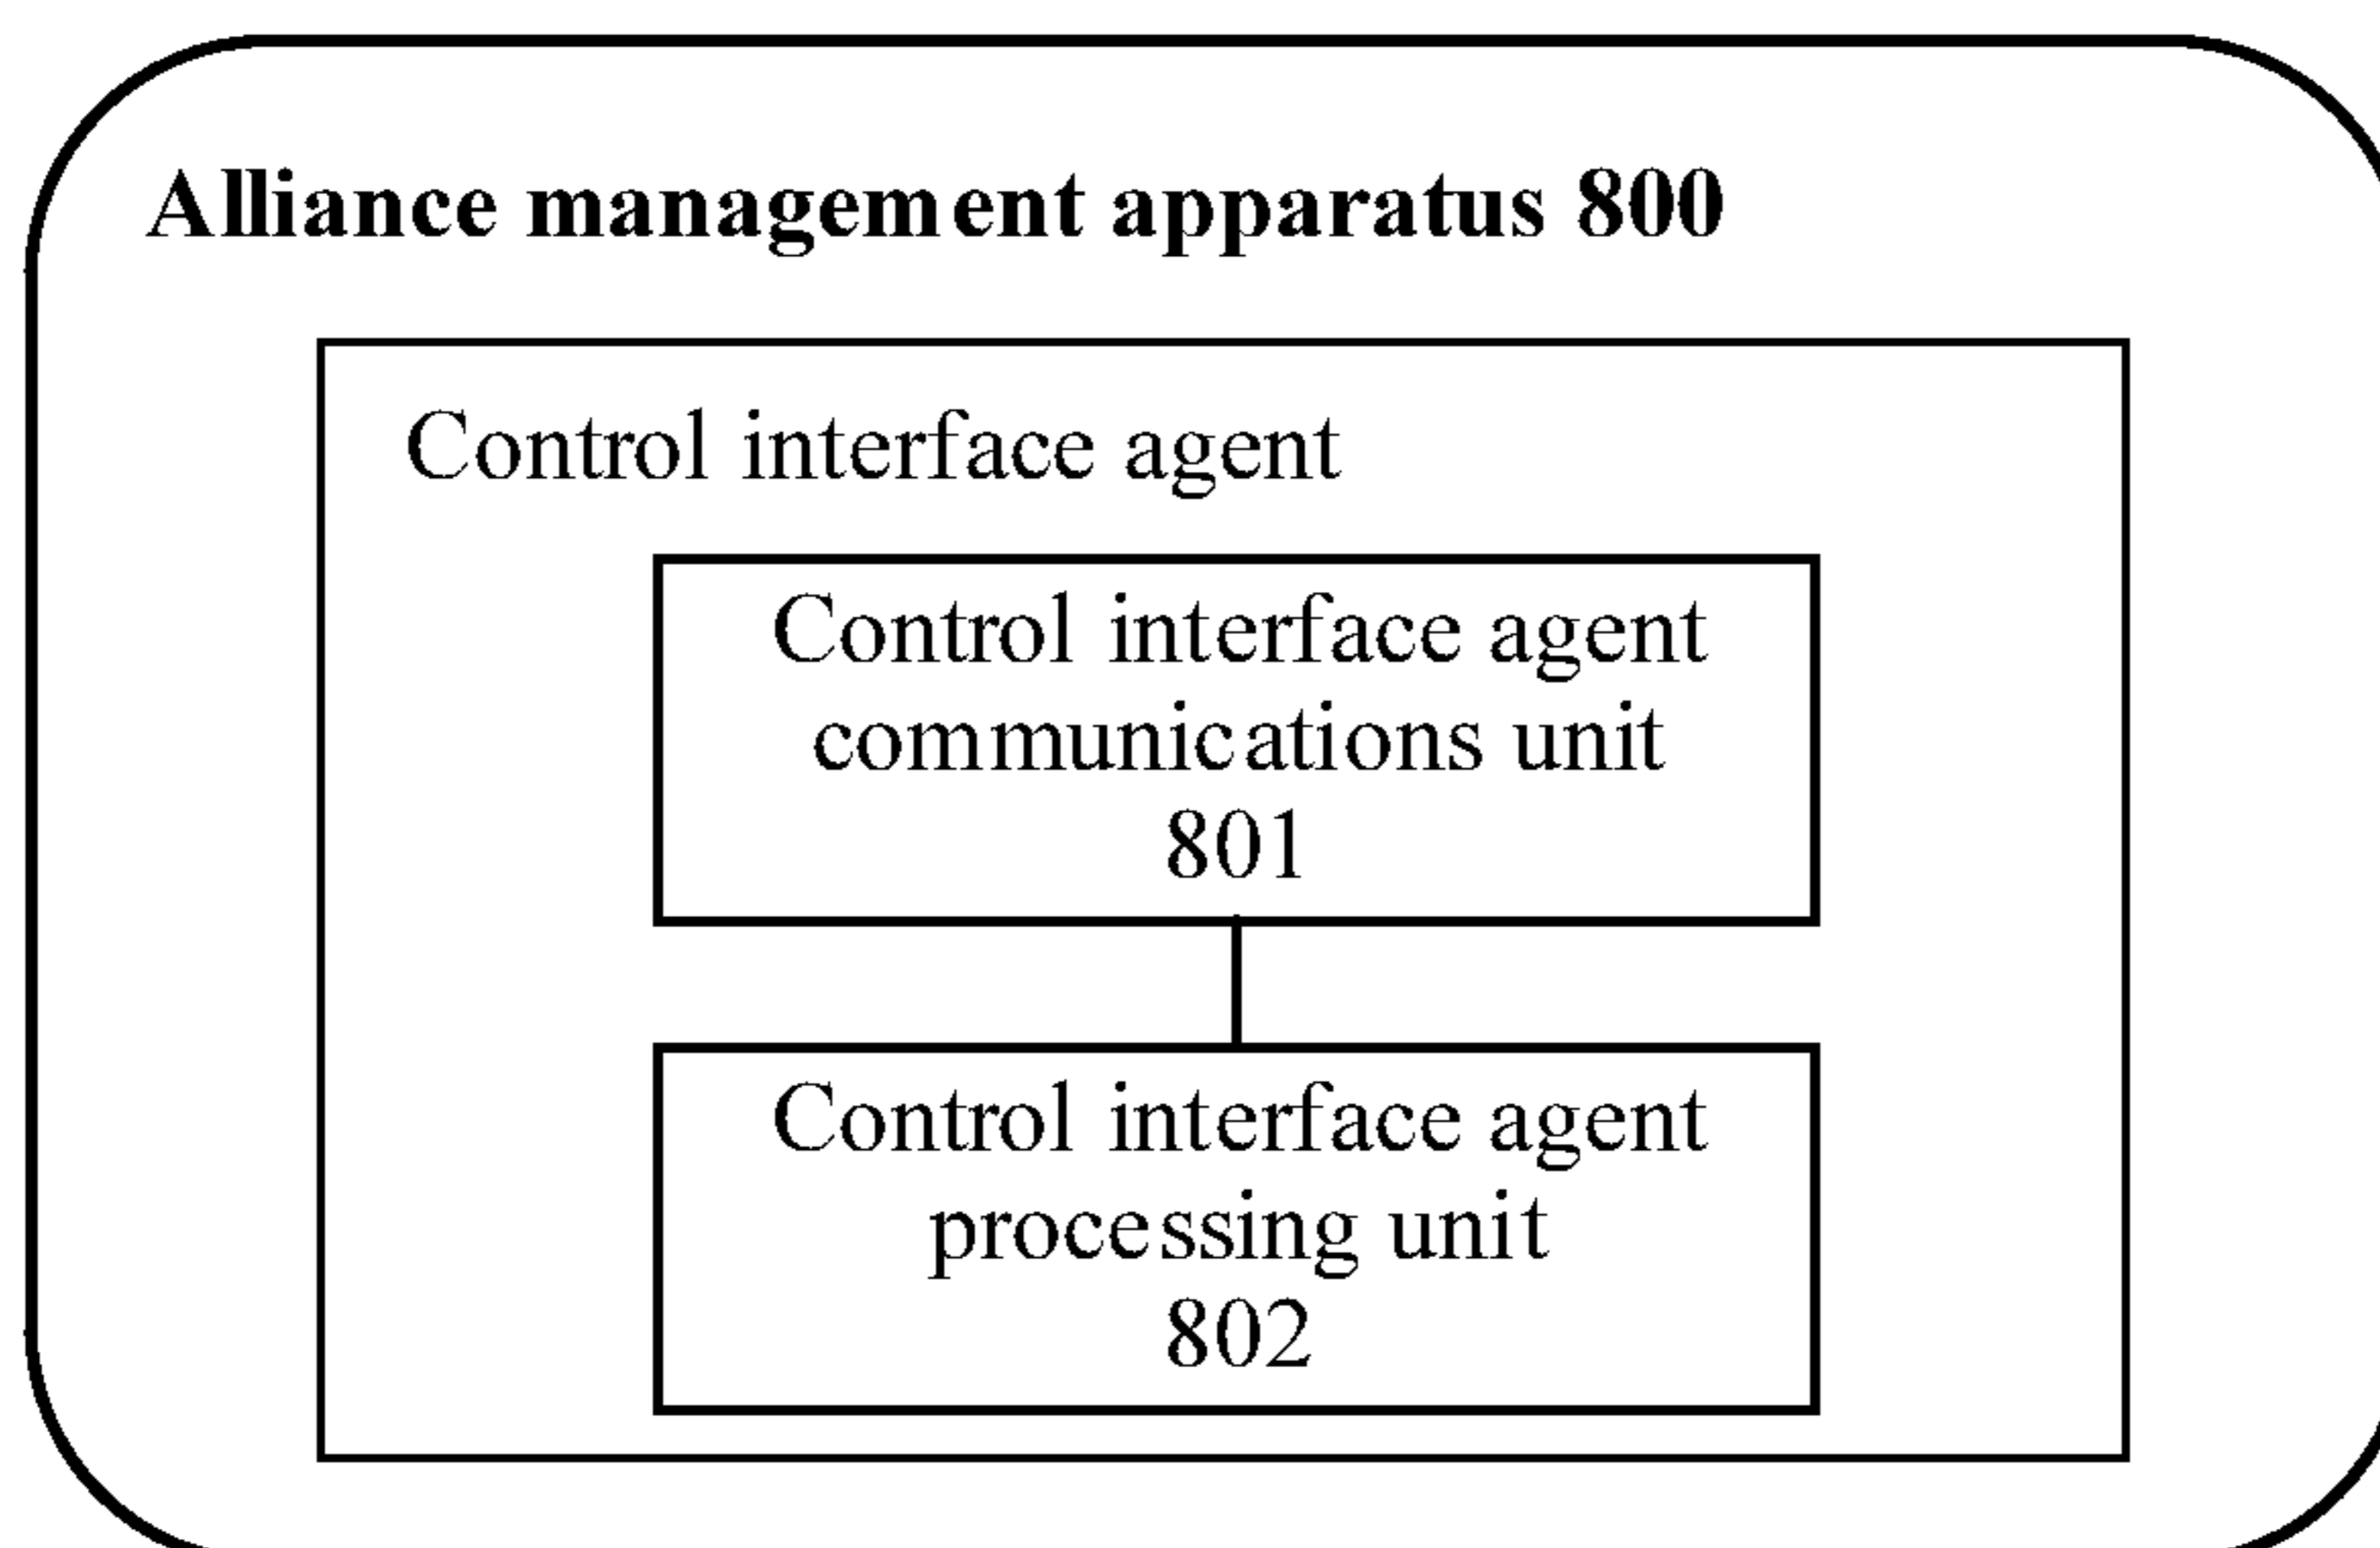 Alliance management apparatus 800
Control interface agent
Control interface agent
communications unit
801
Control interface agent
processing unit
802